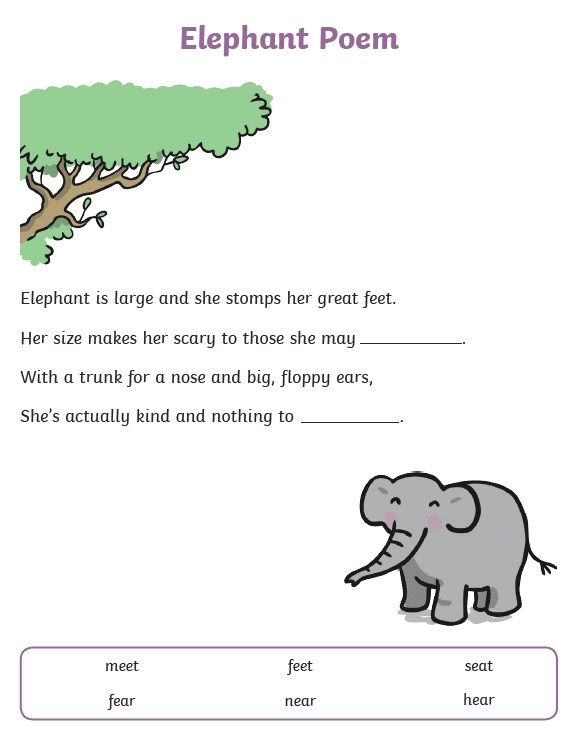 Elephant Poem
Elephant is large and she stomps her great feet.
Her size makes her scary to those she may __________.
With a trunk for a nose and big, floppy ears,
She's actually kind and nothing to __________.
meet feet seat
fear near hear